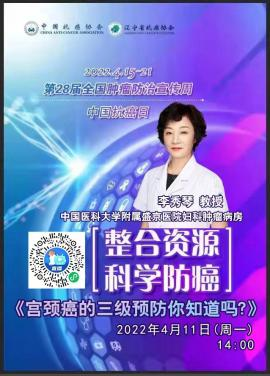 中国抗癌协会
CHINA ANTI-CANCER ASSOCIATION
辽宁省抗癌协会
2022.4.15-21
第28届全国肿瘤防治宣传周
中国抗癌日
李秀琴 教授
中国医科大学附属盛京医院妇科肿瘤病房
整合资源
科学防癌
《宫颈癌的三级预防你知道吗?》
2022年4月11日(周一)
14:00